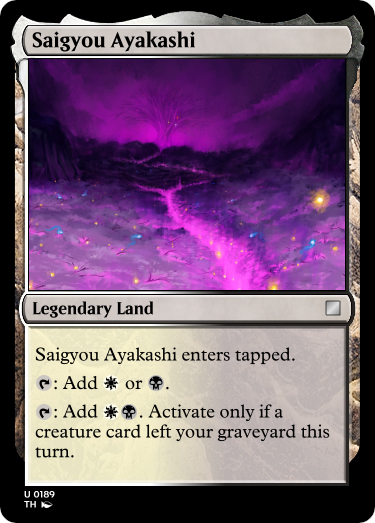 Saigyou Ayakashi
Legendary Land
Saigyou Ayakashi enters tapped.
: Add or .
: Add . Activate only if a
creature card left your graveyard this
turn.
U 0189
TH